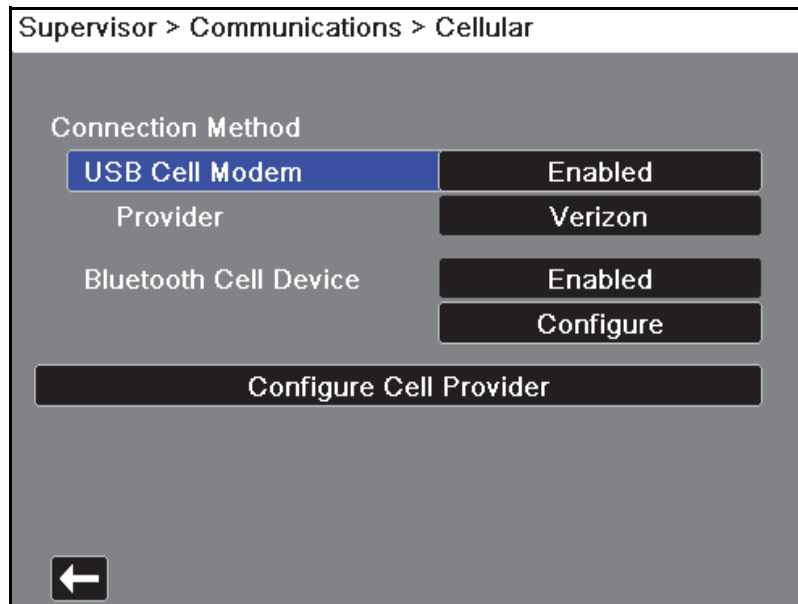 Supervisor > Communications > Cellular
Connection Method
USB Cell Modem Enabled
Provider Verizon
Bluetooth Cell Device Enabled
Configure
Configure Cell Provider